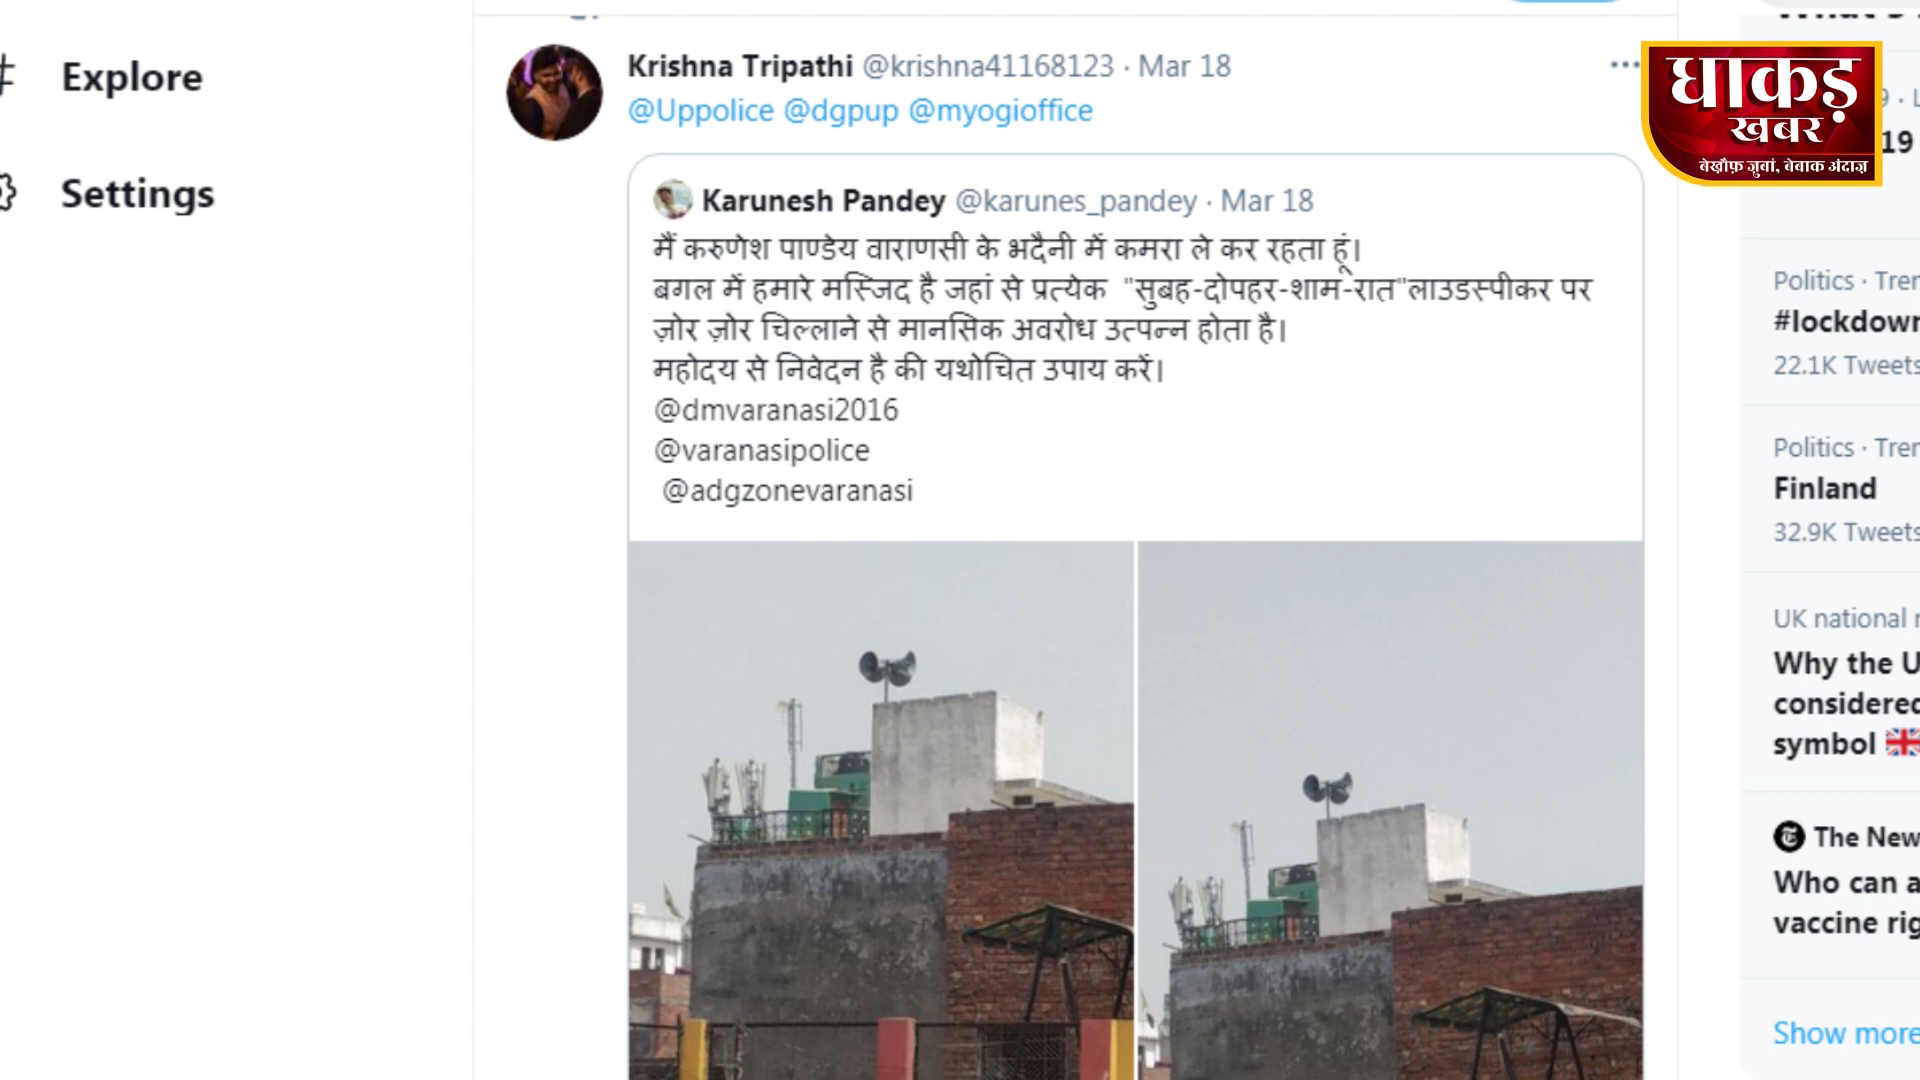 Explore
Settings
Krishna Tripathi @krishna41168123 · Mar 18
@Uppolice @dgpup @myogioffice
Karunesh Pandey @karunes_pandey · Mar 18
मैं करुणेश पाण्डेय वाराणसी के भदैनी में कमरा ले कर रहता हूं।
बगल में हमारे मस्जिद है जहां से प्रत्येक "सुबह-दोपहर-शाम-रात"लाउडस्पीकर पर
ज़ोर ज़ोर चिल्लाने से मानसिक अवरोध उत्पन्न होता है।
महोदय से निवेदन है की यथोचित उपाय करें।
@dmvaranasi2016
@varanasipolice
@adgzonevaranasi
धाकड़
खबर
बेख़ौफ़ जुबां, बेबाक अंदाज़
19
Politics ·
#lockdown
22.1K Tweets
Politics ·
Finland
32.9K Tweets
UK national
Why the
considered
symbol
The New
Who can
vaccine
Show more